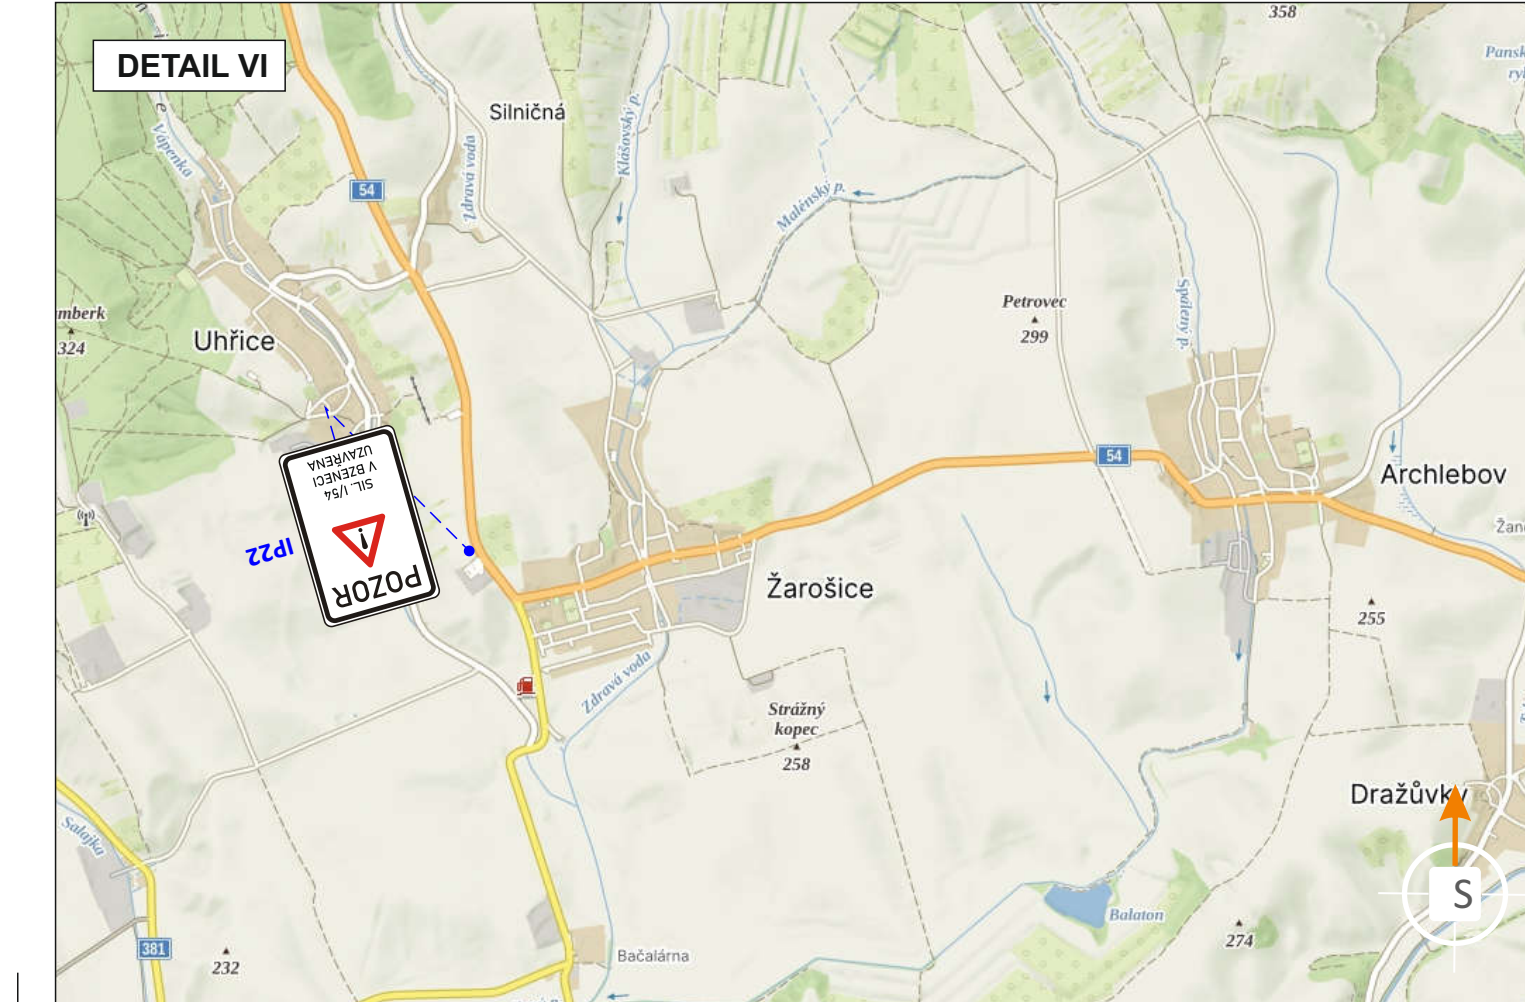 358
DETAIL VI
Silničná
Vápenka
Zdravá voda
Klášovský p.
Malénský p.
54
Spálený p.
Petrovec
299
324
Uhřice
54
Archlebov
POZOR
SIL. I/54
V BZENECI
UZAVŘENA
IP22
Žarošice
255
Zdravá voda
Strážný
kopec
258
Dražůvky
Salajka
S
Balaton
274
381
232
Bačalárna